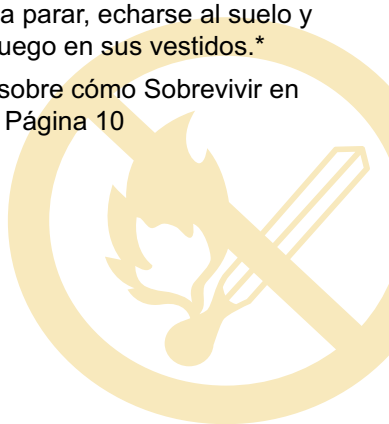 a parar, echarse al suelo y
uego en sus vestidos.*
sobre cómo Sobrevivir en
Página 10